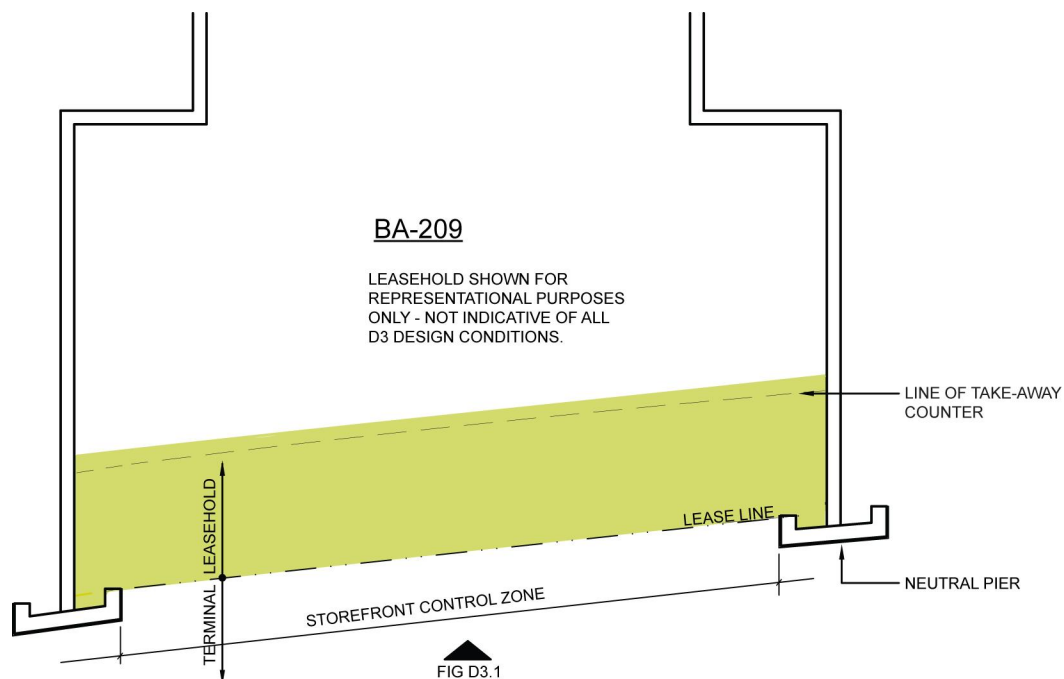 BA-209
LEASEHOLD SHOWN FOR
REPRESENTATIONAL PURPOSES
ONLY - NOT INDICATIVE OF ALL
D3 DESIGN CONDITIONS.
LINE OF TAKE-AWAY
COUNTER
LEASE LINE
TERMINAL LEASEHOLD
NEUTRAL PIER
STOREFRONT CONTROL ZONE
FIG D3.1